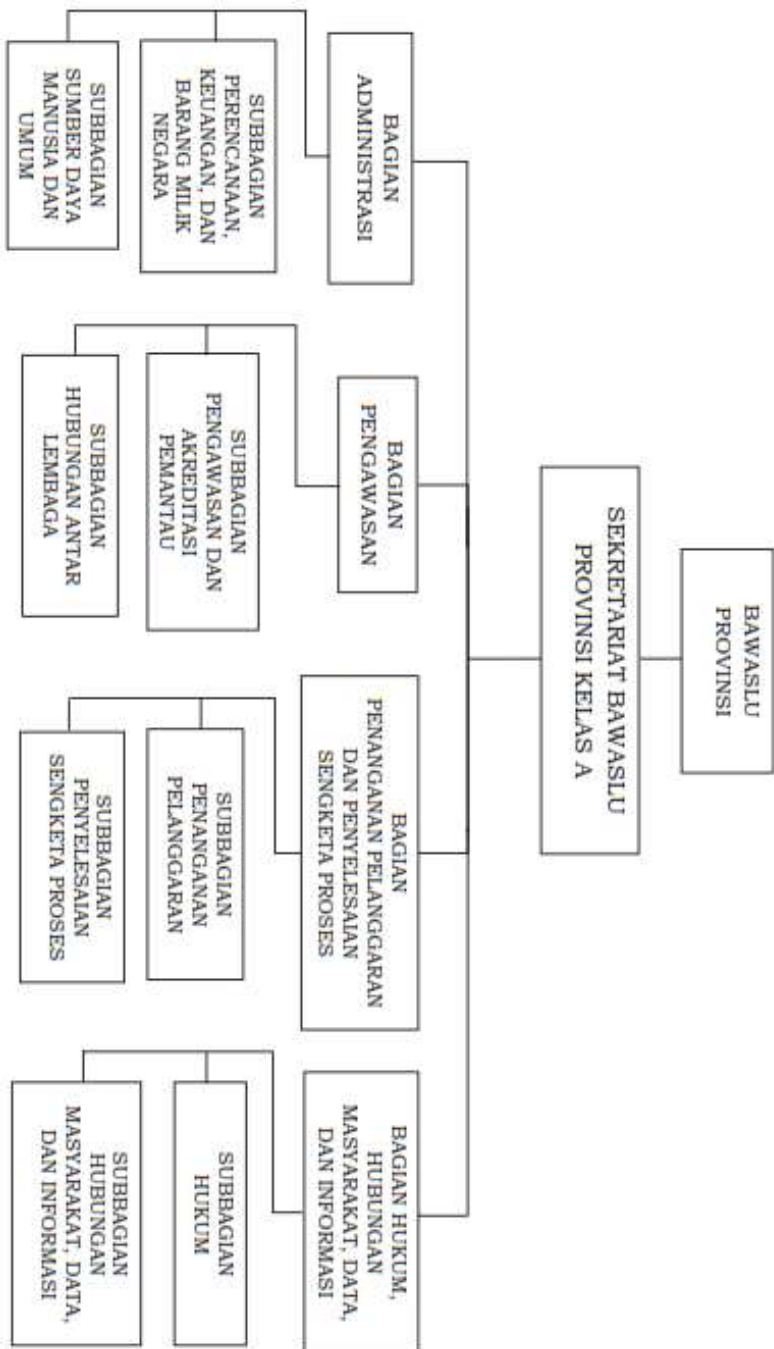 BAWASLU
PROVINSI
SEKRETARIAT BAWASLU
PROVINSI KELAS A
BAGIAN
ADMINISTRASI
SUBBAGIAN
PERENCANAAN,
KEUANGAN, DAN
BARANG MILIK
NEGARA
SUBBAGIAN
SUMBER DAYA
MANUSIA DAN
UMUM
BAGIAN
PENGAWASAN
SUBBAGIAN
PENGAWASAN DAN
AKREDITASI
PEMANTAU
SUBBAGIAN
HUBUNGAN ANTAR
LEMBAGA
BAGIAN
PENANGANAN PELANGGARAN
DAN PENYELESAIAN
SENGKETA PROSES
SUBBAGIAN
PENANGANAN
PELANGGARAN
SUBBAGIAN
PENYELESAIAN
SENGKETA PROSES
BAGIAN HUKUM,
HUBUNGAN
MASYARAKAT, DATA,
DAN INFORMASI
SUBBAGIAN
HUKUM
SUBBAGIAN
HUBUNGAN
MASYARAKAT, DATA,
DAN INFORMASI